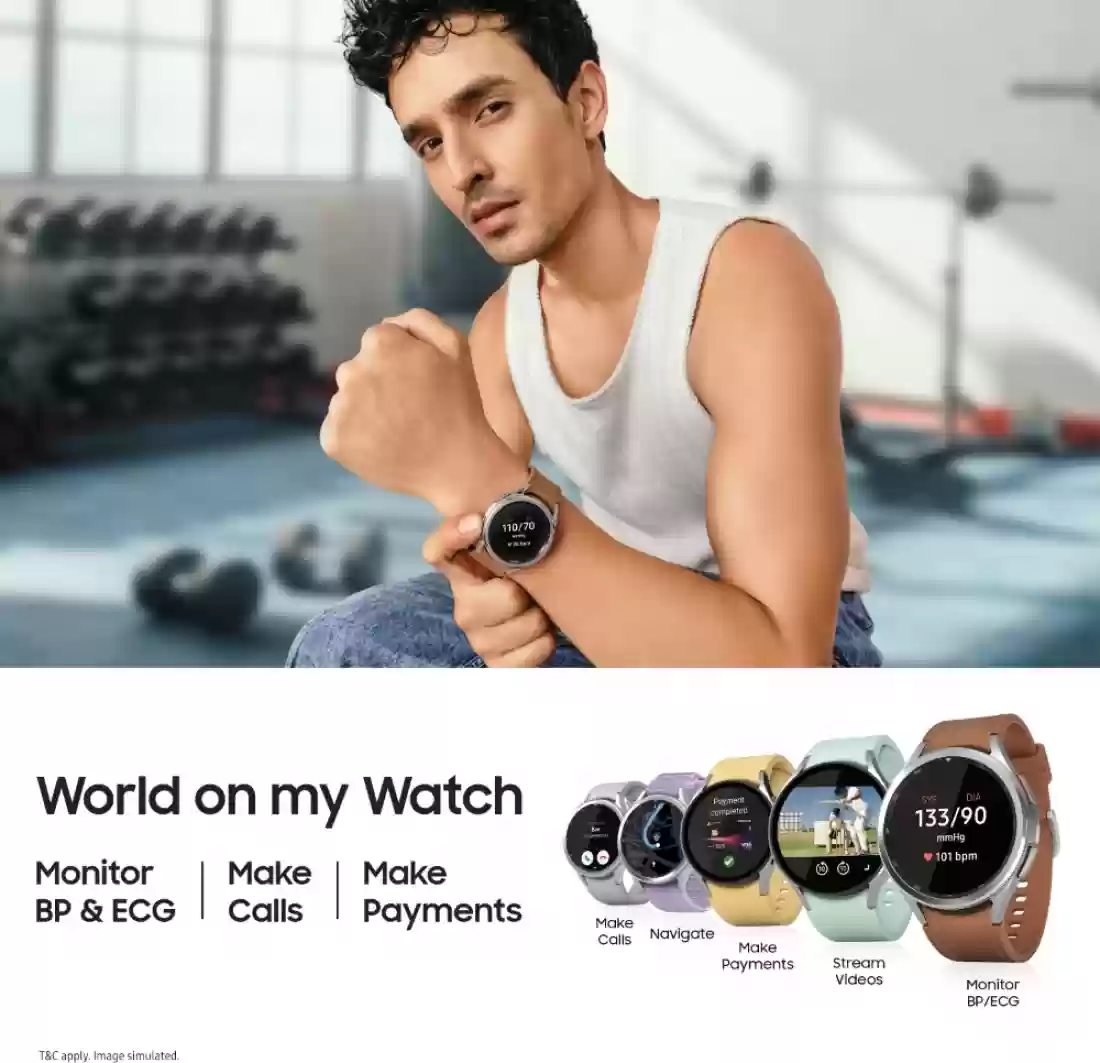 110/70
World on my Watch
Monitor
BP & ECG
Make
Calls
Make
Payments
Payment
completed
SYS DIA
133/90
mmHg
101 bpm
Make
Calls
Navigate
Make
Payments
Stream
Videos
Monitor
BP/ECG
T&C apply. Image simulated.